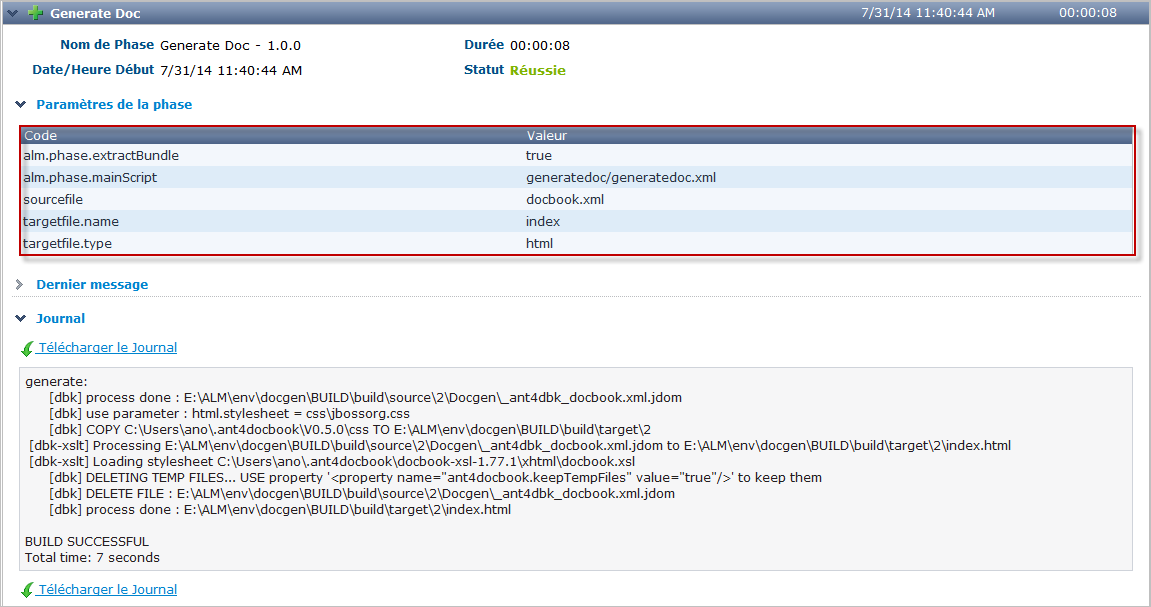 Generate Doc 7/31/14 11:40:44 AM 00:00:08
Nom de Phase Generate Doc - 1.0.0 Durée 00:00:08
Date/Heure Début 7/31/14 11:40:44 AM Statut Réussie
Paramètres de la phase
Code Valeur
alm.phase.extractBundle true
alm.phase.mainScript generatedoc/generatedoc.xml
sourcefile docbook.xml
targetfile.name index
targetfile.type html
Dernier message
Journal
Télécharger le Journal
generate:
[dbk] process done : E:\ALM\env\docgen\BUILD\build\source\2\Docgen\_ant4dbk_docbook.xml.jdom
[dbk] use parameter : html.stylesheet = css\jbossorg.css
[dbk] COPY C:\Users\ano\.ant4docbook\V0.5.0\css TO E:\ALM\env\docgen\BUILD\build\target\2
[dbk-xslt] Processing E:\ALM\env\docgen\BUILD\build\source\2\Docgen\_ant4dbk_docbook.xml.jdom to E:\ALM\env\docgen\BUILD\build\target\2\index.html
[dbk-xslt] Loading stylesheet C:\Users\ano\.ant4docbook\docbook-xsl-1.77.1\xhtml\docbook.xsl
[dbk] DELETING TEMP FILES... USE property '<property name="ant4docbook.keepTempFiles" value="true"/>' to keep them
[dbk] DELETE FILE : E:\ALM\env\docgen\BUILD\build\source\2\Docgen\_ant4dbk_docbook.xml.jdom
[dbk] process done : E:\ALM\env\docgen\BUILD\build\target\2\index.html
BUILD SUCCESSFUL
Total time: 7 seconds
Télécharger le Journal